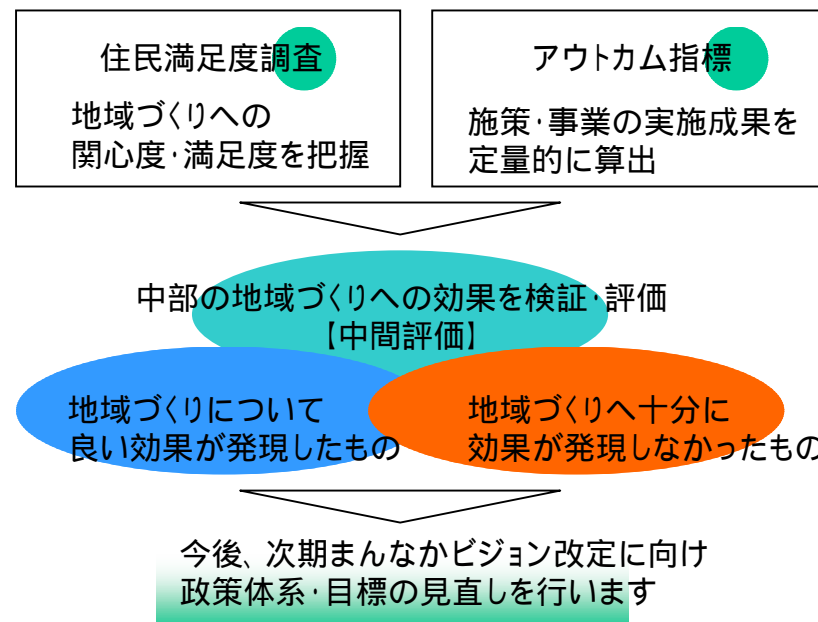 住民満足度調査
地域づくりへの
関心度･満足度を把握
アウトカム指標
施策･事業の実施成果を
定量的に算出
中部の地域づくりへの効果を検証･評価
【中間評価】
地域づくりについて
良い効果が発現したもの
地域づくりへ十分に
効果が発現しなかったもの
今後、次期まんなかビジョン改定に向け
政策体系･目標の見直しを行います